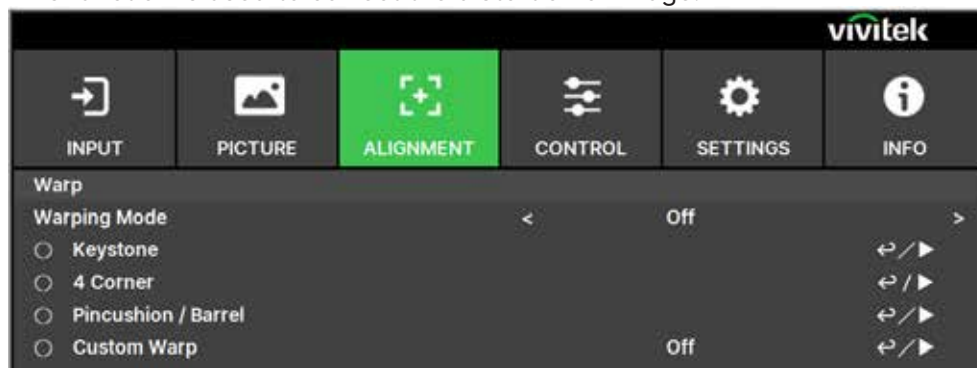 vivitek
INPUT PICTURE ALIGNMENT CONTROL SETTINGS INFO
Warp
Warping Mode < Off >
Keystone
4 Corner
Pincushion / Barrel
Custom Warp Off